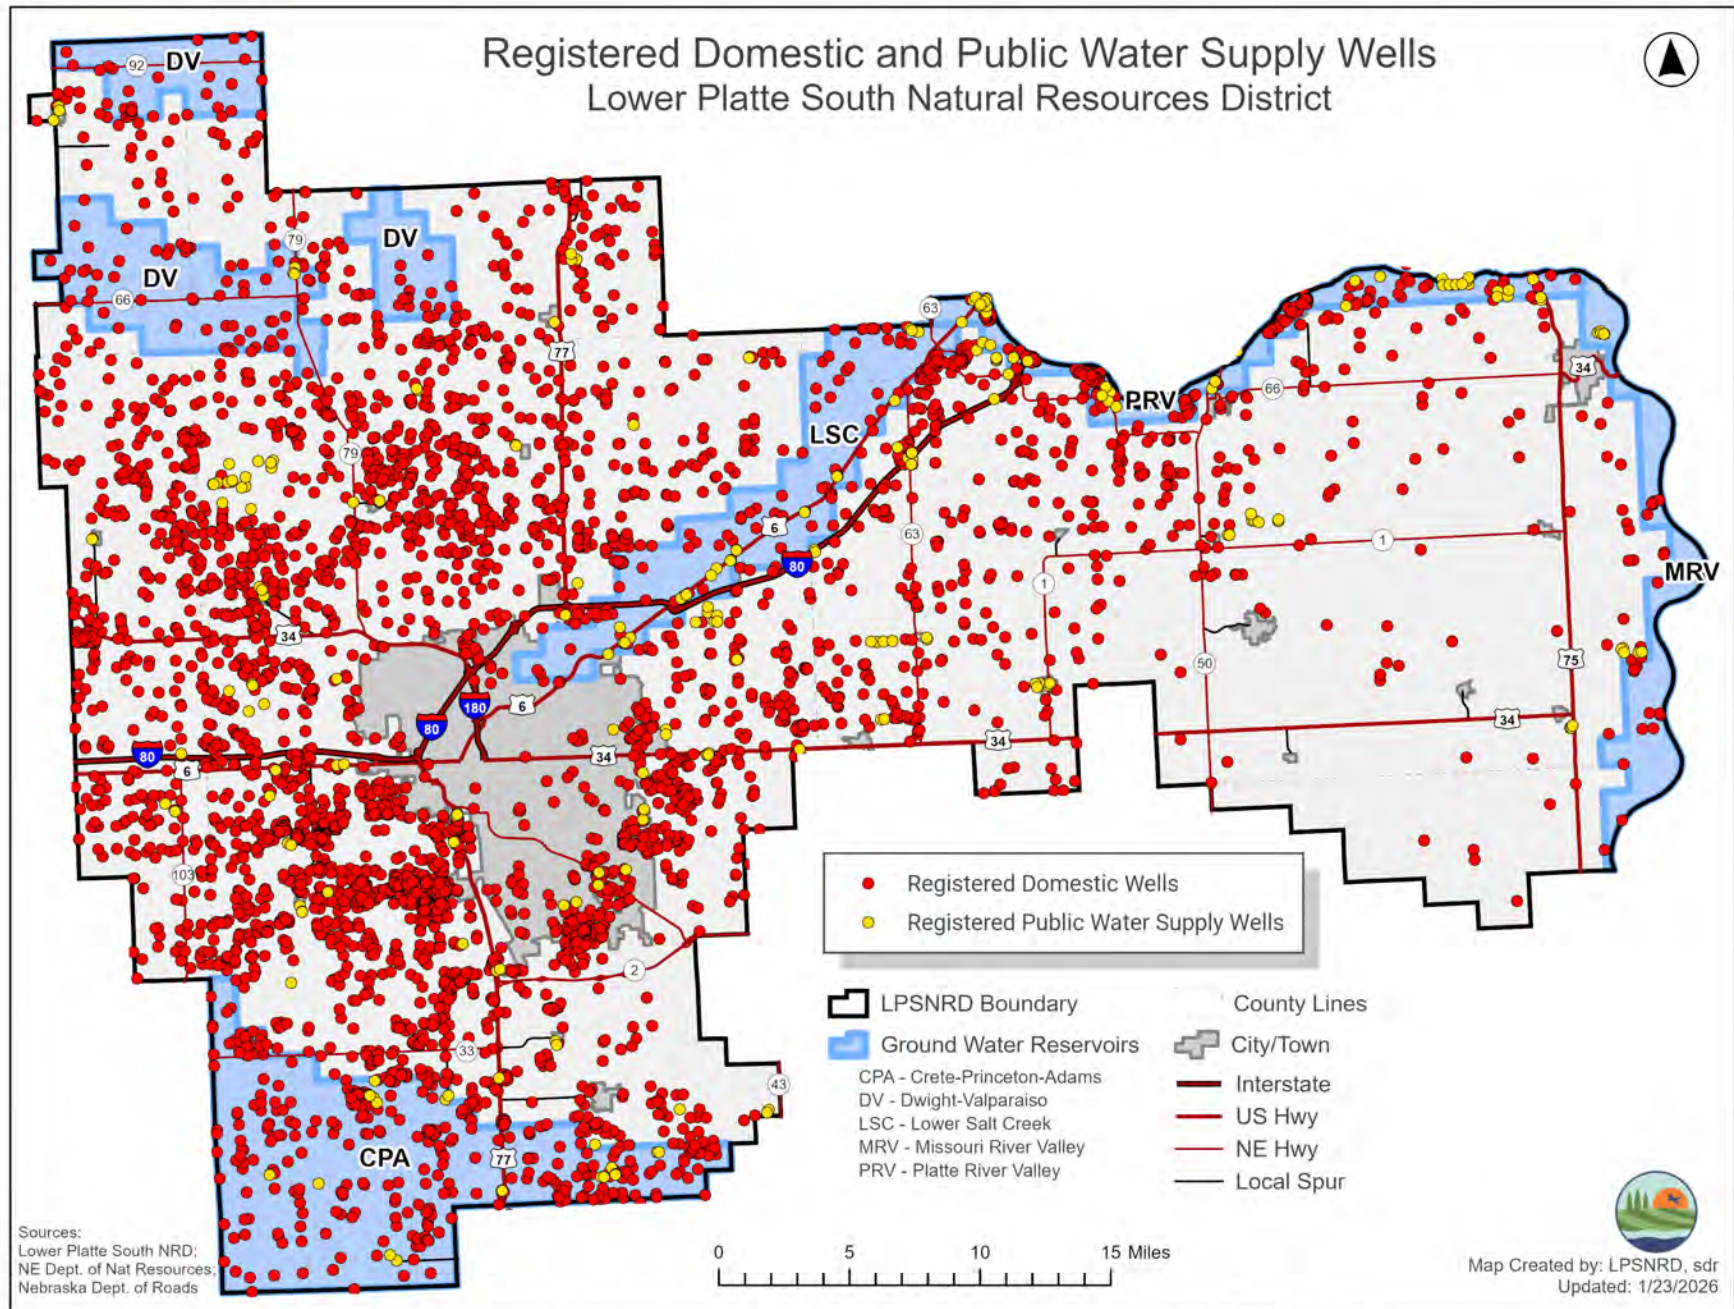 Registered Domestic and Public Water Supply Wells
Lower Platte South Natural Resources District
DV
92
79
DV
DV
66
77
63
34
PRV
66
LSC
79
6
63
80
1
1
MRV
34
50
75
180
6
80
34
34
34
80
6
103
Registered Domestic Wells
Registered Public Water Supply Wells
2
LPSNRD Boundary
County Lines
Ground Water Reservoirs
City/Town
33
CPA - Crete-Princeton-Adams
DV - Dwight-Valparaiso
LSC - Lower Salt Creek
MRV - Missouri River Valley
PRV - Platte River Valley
Interstate
US Hwy
NE Hwy
Local Spur
43
CPA
77
Sources:
Lower Platte South NRD;
NE Dept. of Nat Resources;
Nebraska Dept. of Roads
0 5 10 15 Miles
Map Created by: LPSNRD, sdr
Updated: 1/23/2026